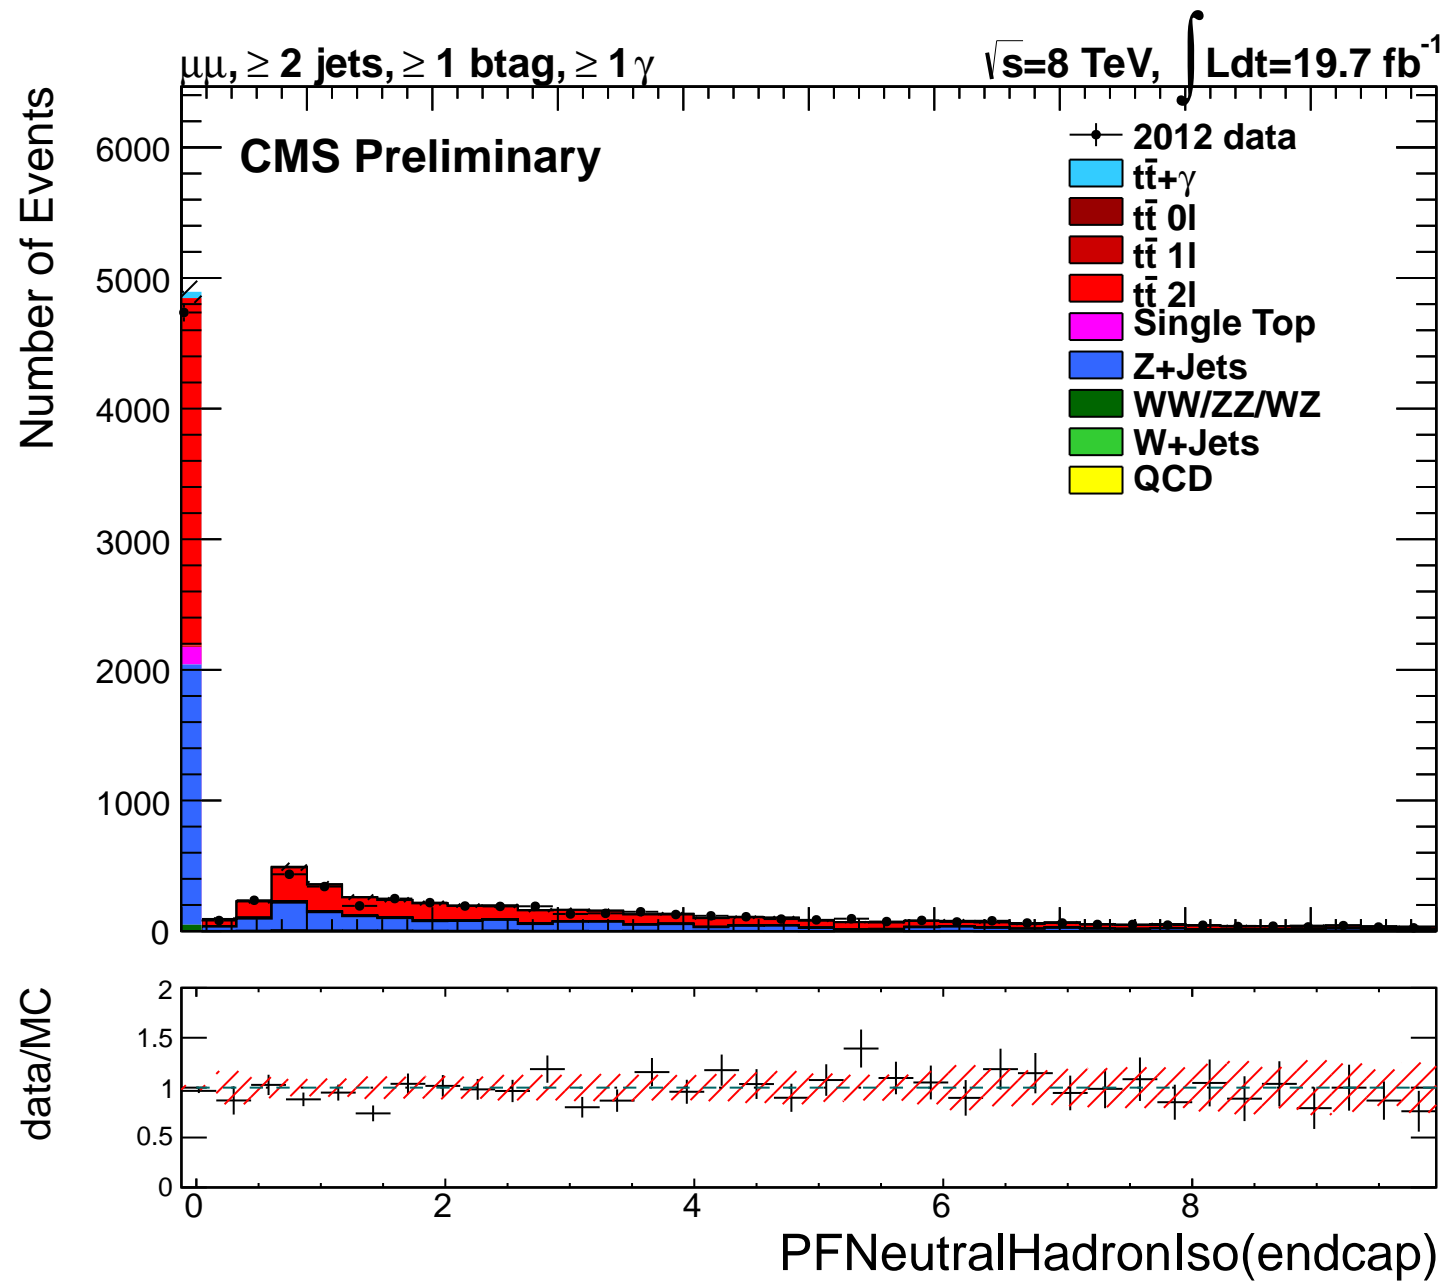 μμ, ≥ 2 jets, ≥ 1 btag, ≥ 1 γ
√s=8 TeV, ∫ Ldt=19.7 fb⁻¹
CMS Preliminary
Number of Events
6000
5000
4000
3000
2000
1000
0
2012 data
tt̄+γ
tt̄ 0l
tt̄ 1l
tt̄ 2l
Single Top
Z+Jets
WW/ZZ/WZ
W+Jets
QCD
data/MC
2
1.5
1
0.5
0
0 2 4 6 8
PFNeutralHadronIso(endcap)